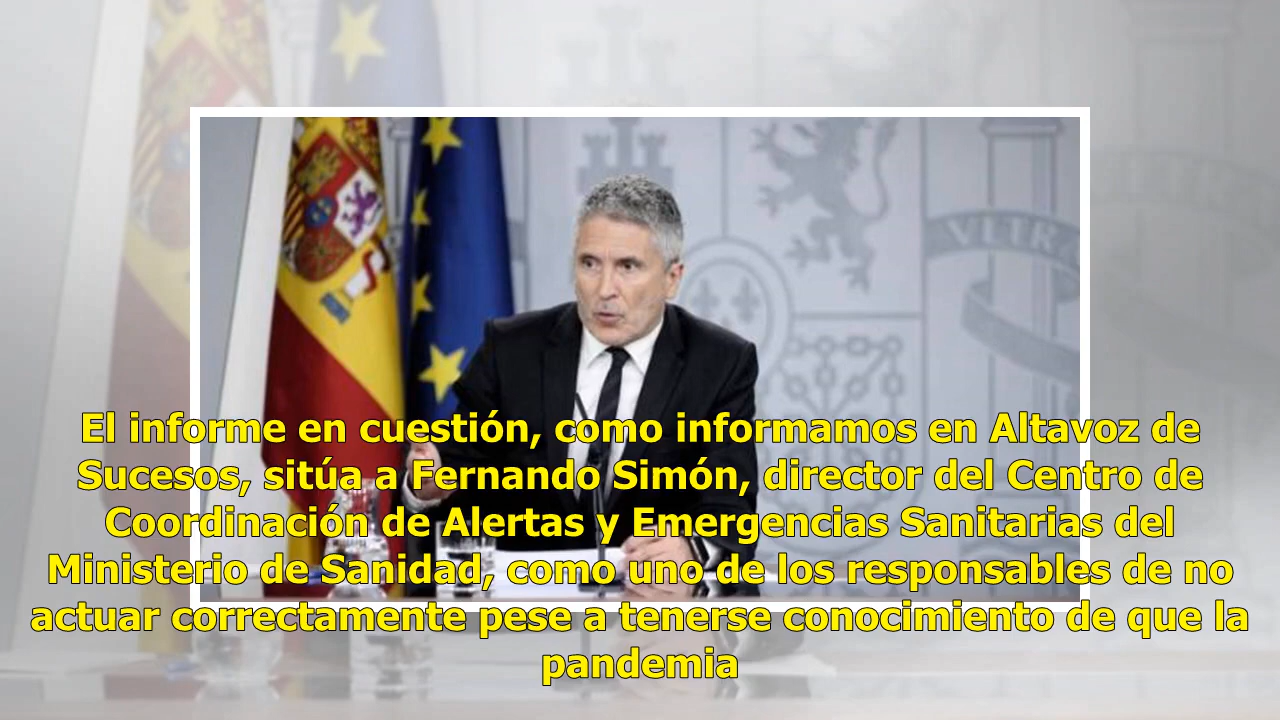 VLTRA
El informe en cuestión, como informamos en Altavoz de
Sucesos, sitúa a Fernando Simón, director del Centro de
Coordinación de Alertas y Emergencias Sanitarias del
Ministerio de Sanidad, como uno de los responsables de no
actuar correctamente pese a tenerse conocimiento de que la
pandemia